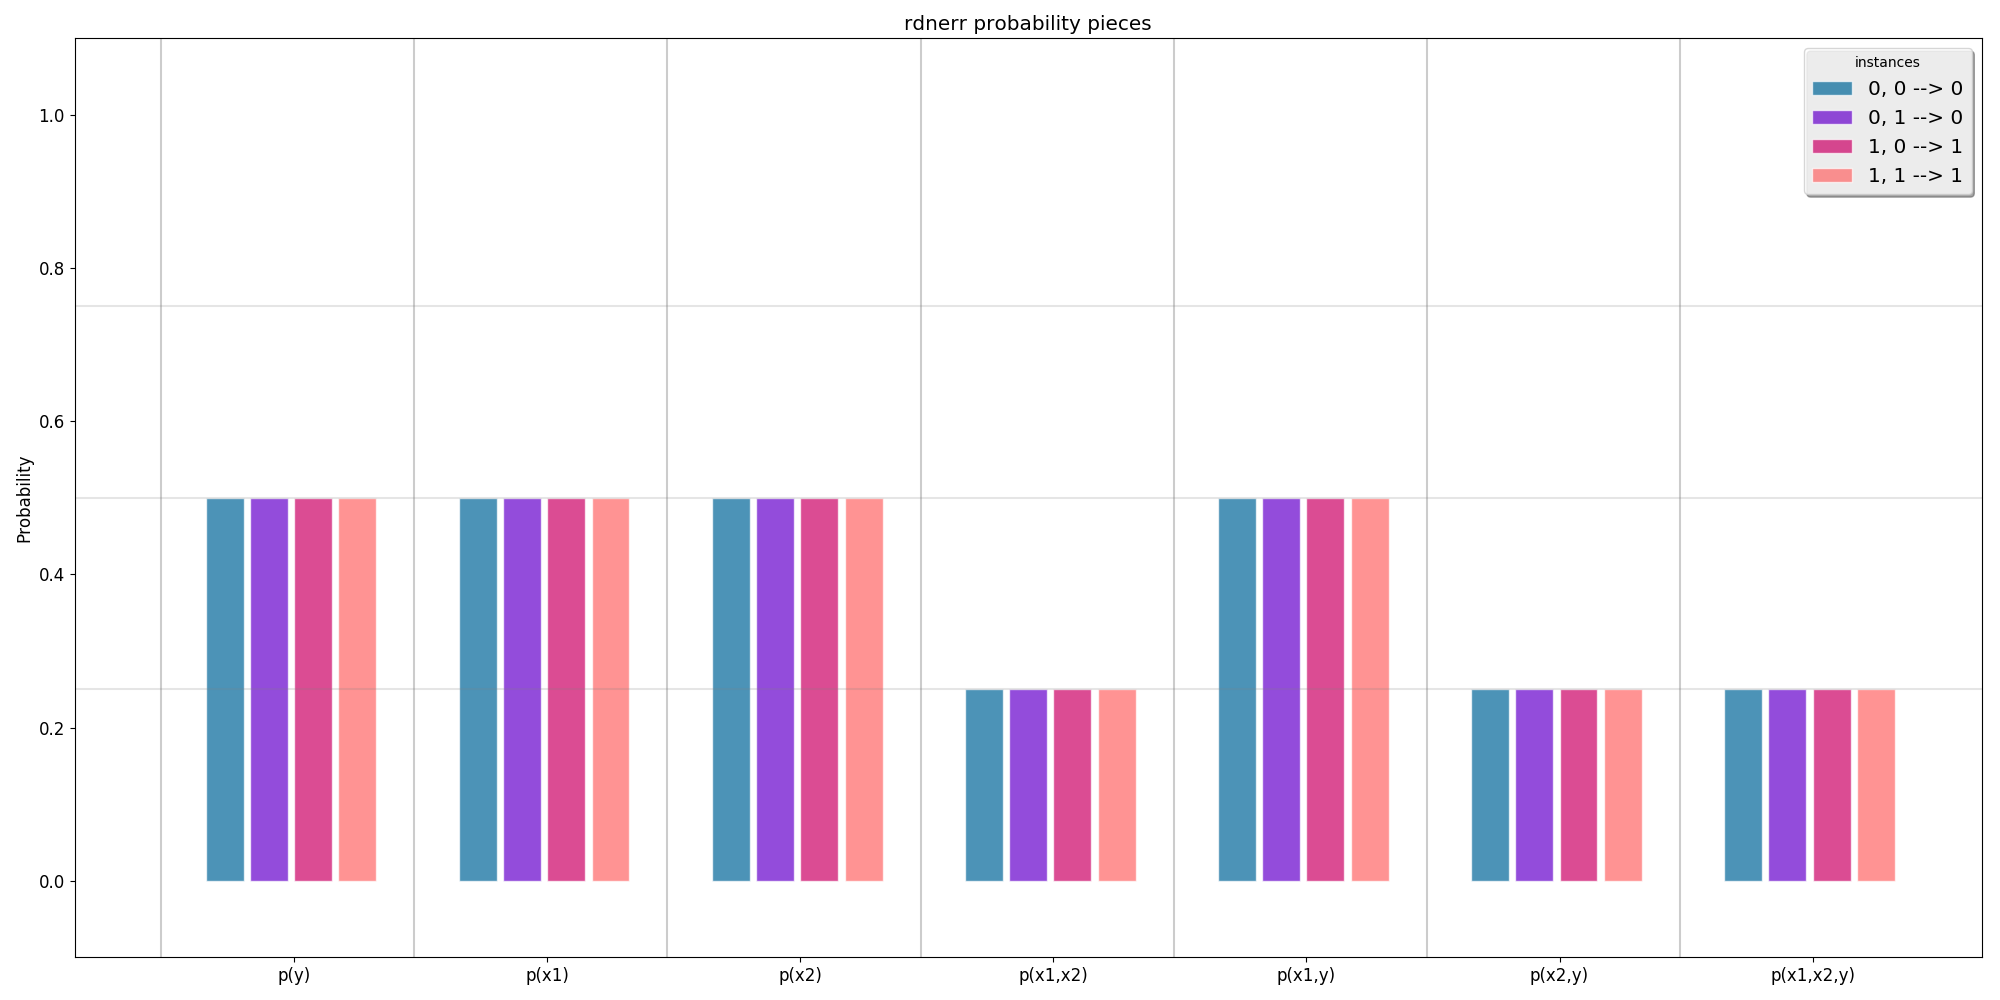 rdnerr probability pieces
instances
0, 0 --> 0
0, 1 --> 0
1, 0 --> 1
1, 1 --> 1
Probability
1.0
0.8
0.6
0.4
0.2
0.0
p(y)
p(x1)
p(x2)
p(x1,x2)
p(x1,y)
p(x2,y)
p(x1,x2,y)